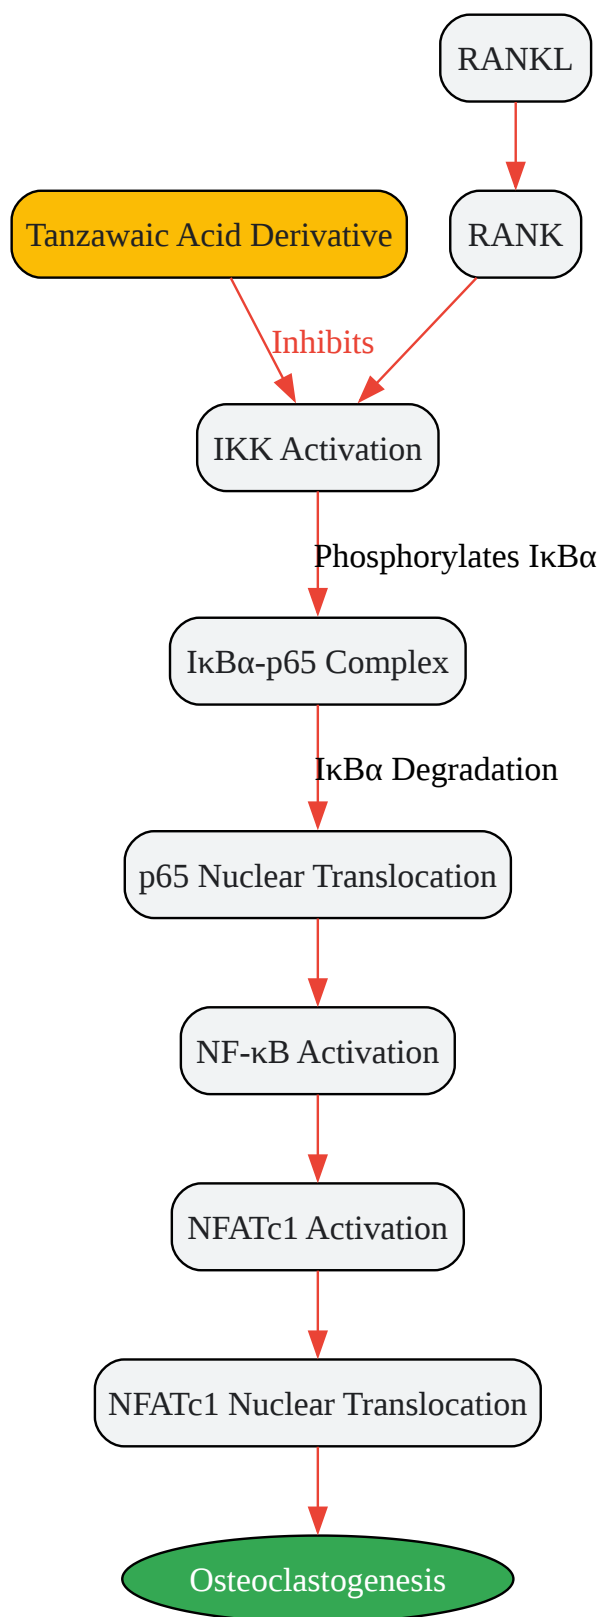 RANKL
Tanzawaic Acid Derivative
RANK
Inhibits
IKK Activation
Phosphorylates IκBα
IκBα-p65 Complex
IκBα Degradation
p65 Nuclear Translocation
NF-κB Activation
NFATc1 Activation
NFATc1 Nuclear Translocation
Osteoclastogenesis